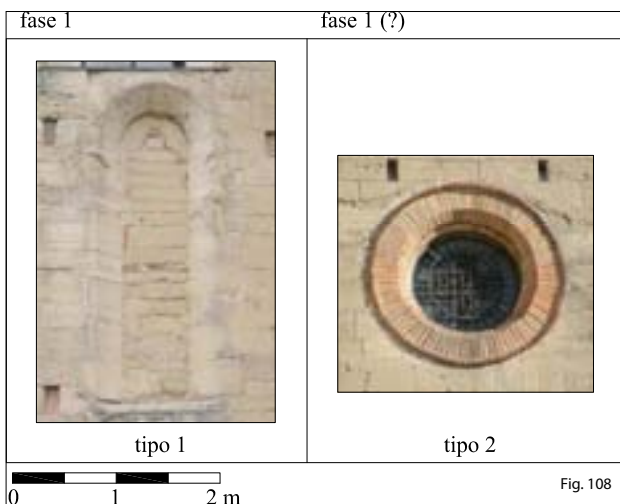 fase 1
fase 1 (?)
tipo 1
tipo 2
0 1 2 m
Fig. 108